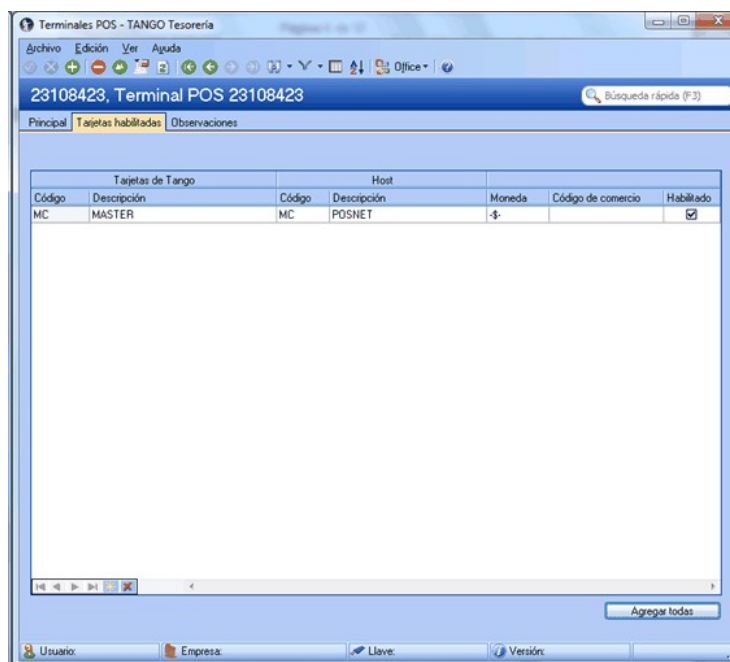 Terminales POS - TANGO Tesorería
Archivo Edición Ver Ayuda
Office
23108423, Terminal POS 23108423
Búsqueda rápida (F3)
Principal Tarjetas habilitadas Observaciones
Tarjetas de Tango Host
Código Descripción Código Descripción Moneda Código de comercio Habilitado
MC MASTER MC POSNET -$-
Agregar todas
Usuario: Empresa: Llave: Versión: